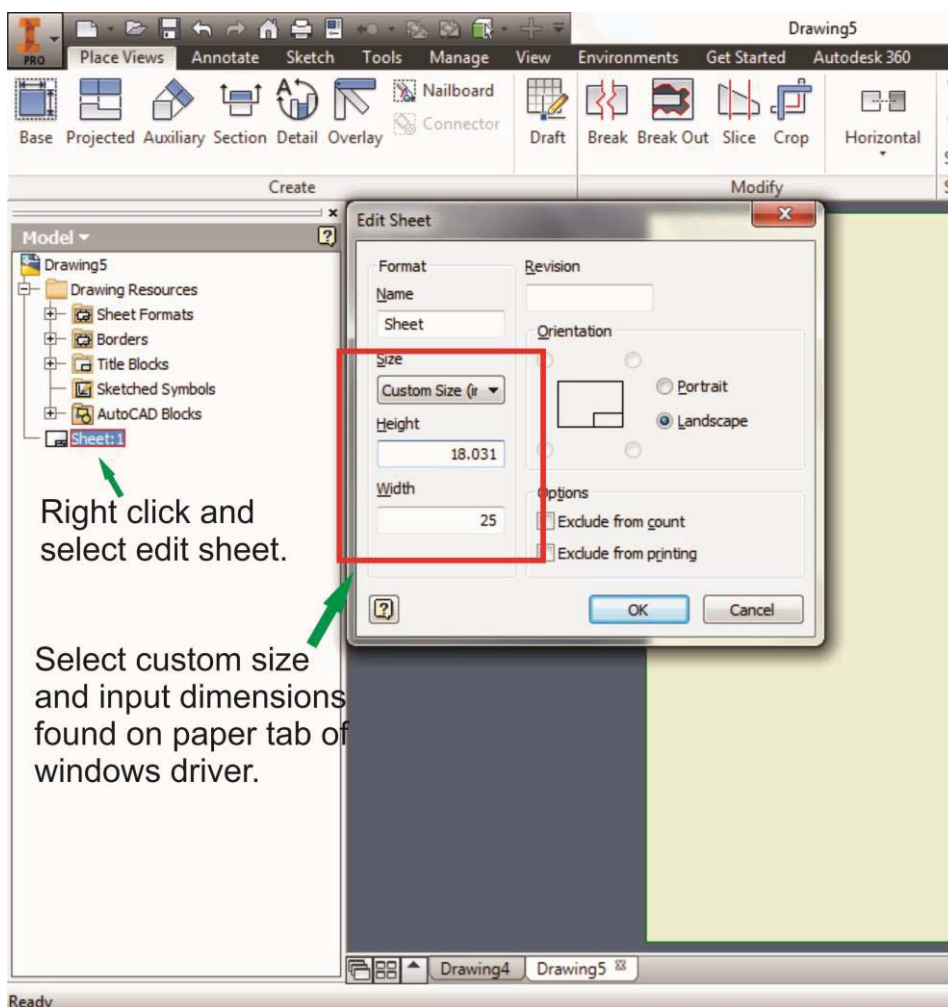 Drawing5
PRO Place Views Annotate Sketch Tools Manage View Environments Get Started Autodesk 360
Nailboard
Connector
Base Projected Auxiliary Section Detail Overlay Draft Break Break Out Slice Crop Horizontal
Create Modify
Model
Drawing5
Drawing Resources
Sheet Formats
Borders
Title Blocks
Sketched Symbols
AutoCAD Blocks
Sheet:1
Right click and
select edit sheet.
Select custom size
and input dimensions
found on paper tab of
windows driver.
Edit Sheet
Format
Name
Sheet
Size
Custom Size (ir
Height
18.031
Width
25
Revision
Orientation
Portrait
Landscape
Options
Exclude from count
Exclude from printing
OK Cancel
Drawing4 Drawing5
Ready